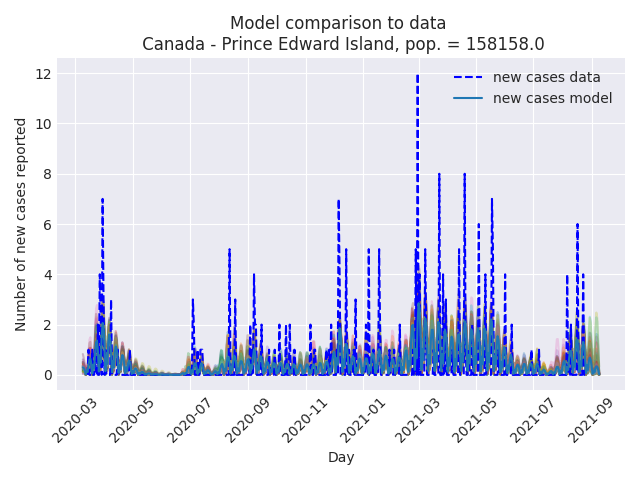 Model comparison to data
Canada - Prince Edward Island, pop. = 158158.0
new cases data
new cases model
Number of new cases reported
12
10
8
6
4
2
0
2020-03
2020-05
2020-07
2020-09
2020-11
2021-01
2021-03
2021-05
2021-07
2021-09
Day